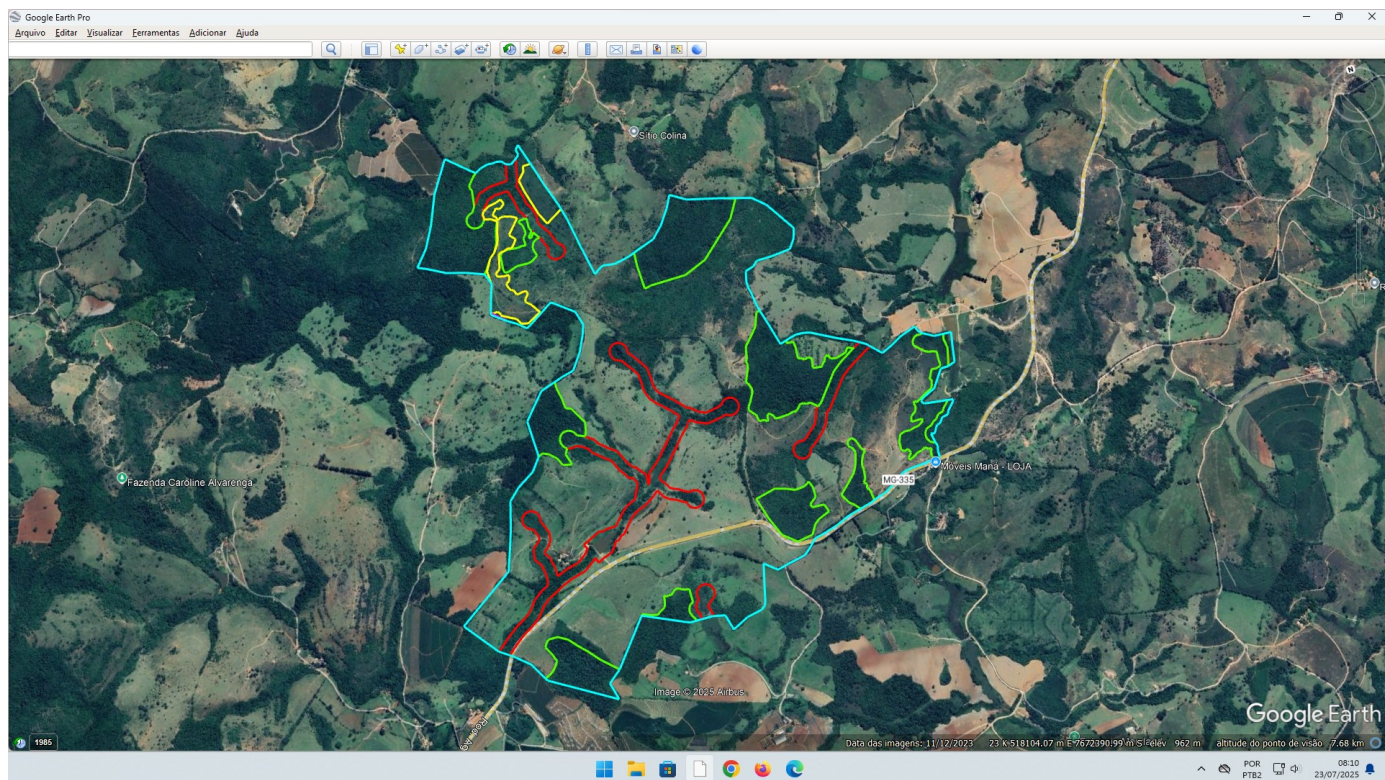 Google Earth Pro
Arquivo Editar Visualizar Ferramentas Adicionar Ajuda
N
Sítio Colina
Móveis Maná - LOJA
MG-335
Fazenda Caroline Alvarenga
R
Image © 2025 Airbus
Google Earth
1985
Data das imagens: 11/12/2023 23 K 518104.07 m E 7672390.99 m S elev 962 m altitude do ponto de visão 7.68 km
POR
PTB2
08:10
23/07/2025